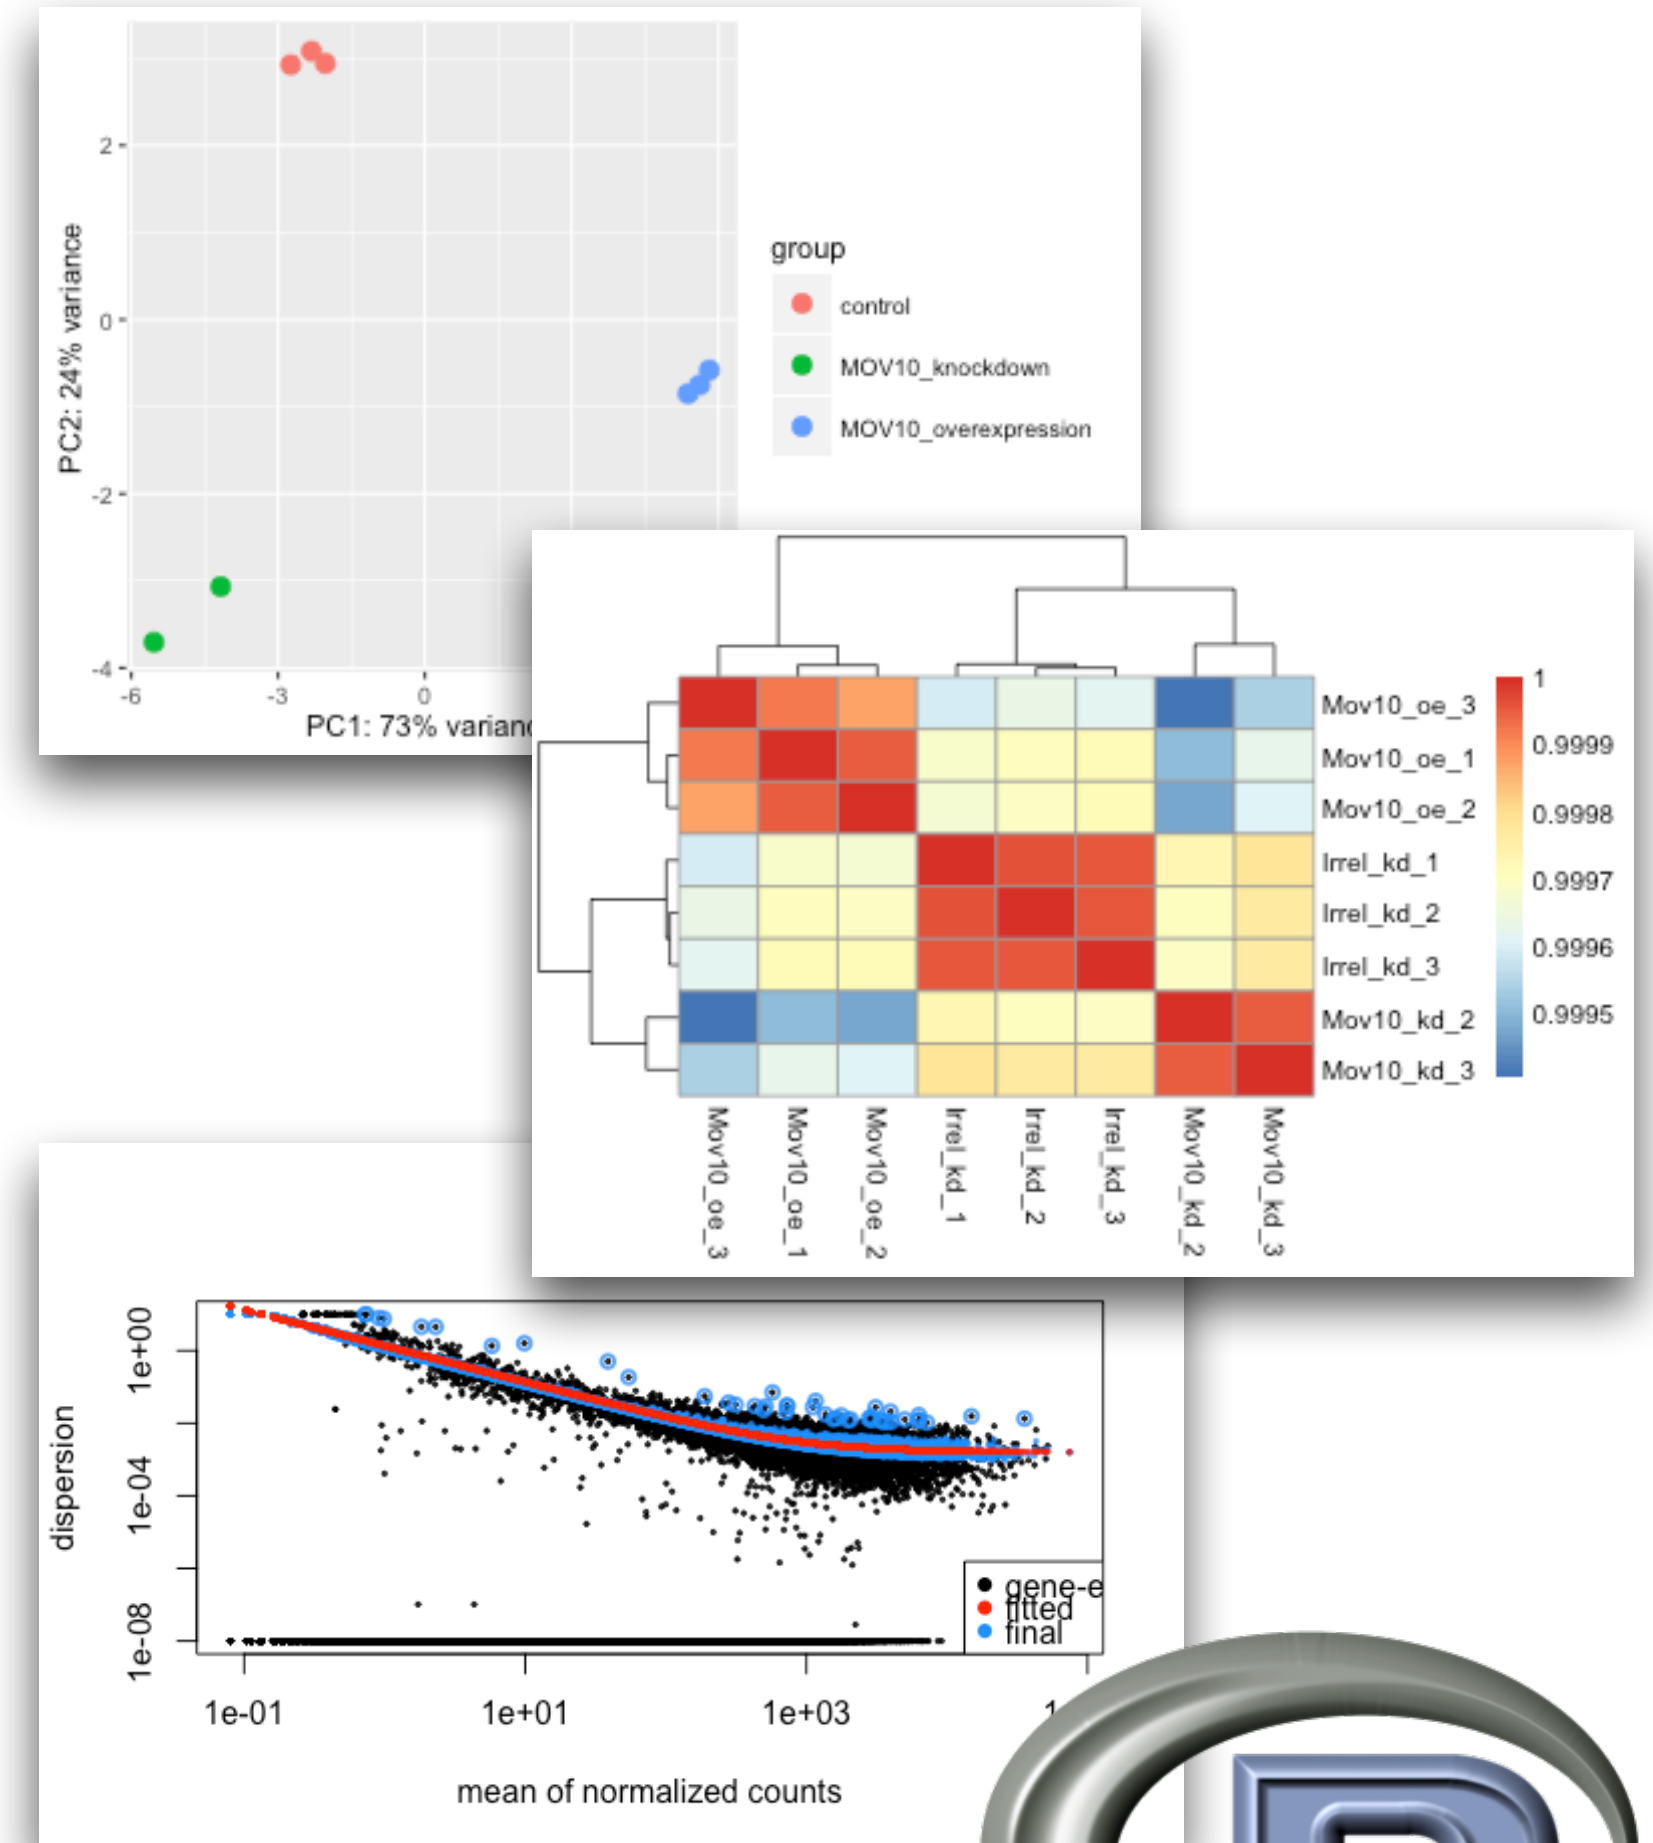 2
0
-2
-4
-6
-3
0
PC2: 24% variance
PC1: 73%
group
control
MOV10_knockdown
MOV10_overexpression
1
0.9999
0.9998
0.9997
0.9996
0.9995
Mov10_oe_3
Mov10_oe_1
Mov10_oe_2
Irrel_kd_1
Irrel_kd_2
Irrel_kd_3
Mov10_kd_2
Mov10_kd_3
Mov10_oe_3
Mov10_oe_1
Mov10_oe_2
Irrel_kd_1
Irrel_kd_2
Irrel_kd_3
Mov10_kd_2
Mov10_kd_3
dispersion
1e+00
1e-04
1e-08
1e-01
1e+01
1e+03
mean of normalized counts
gene-e
fitted
final
R